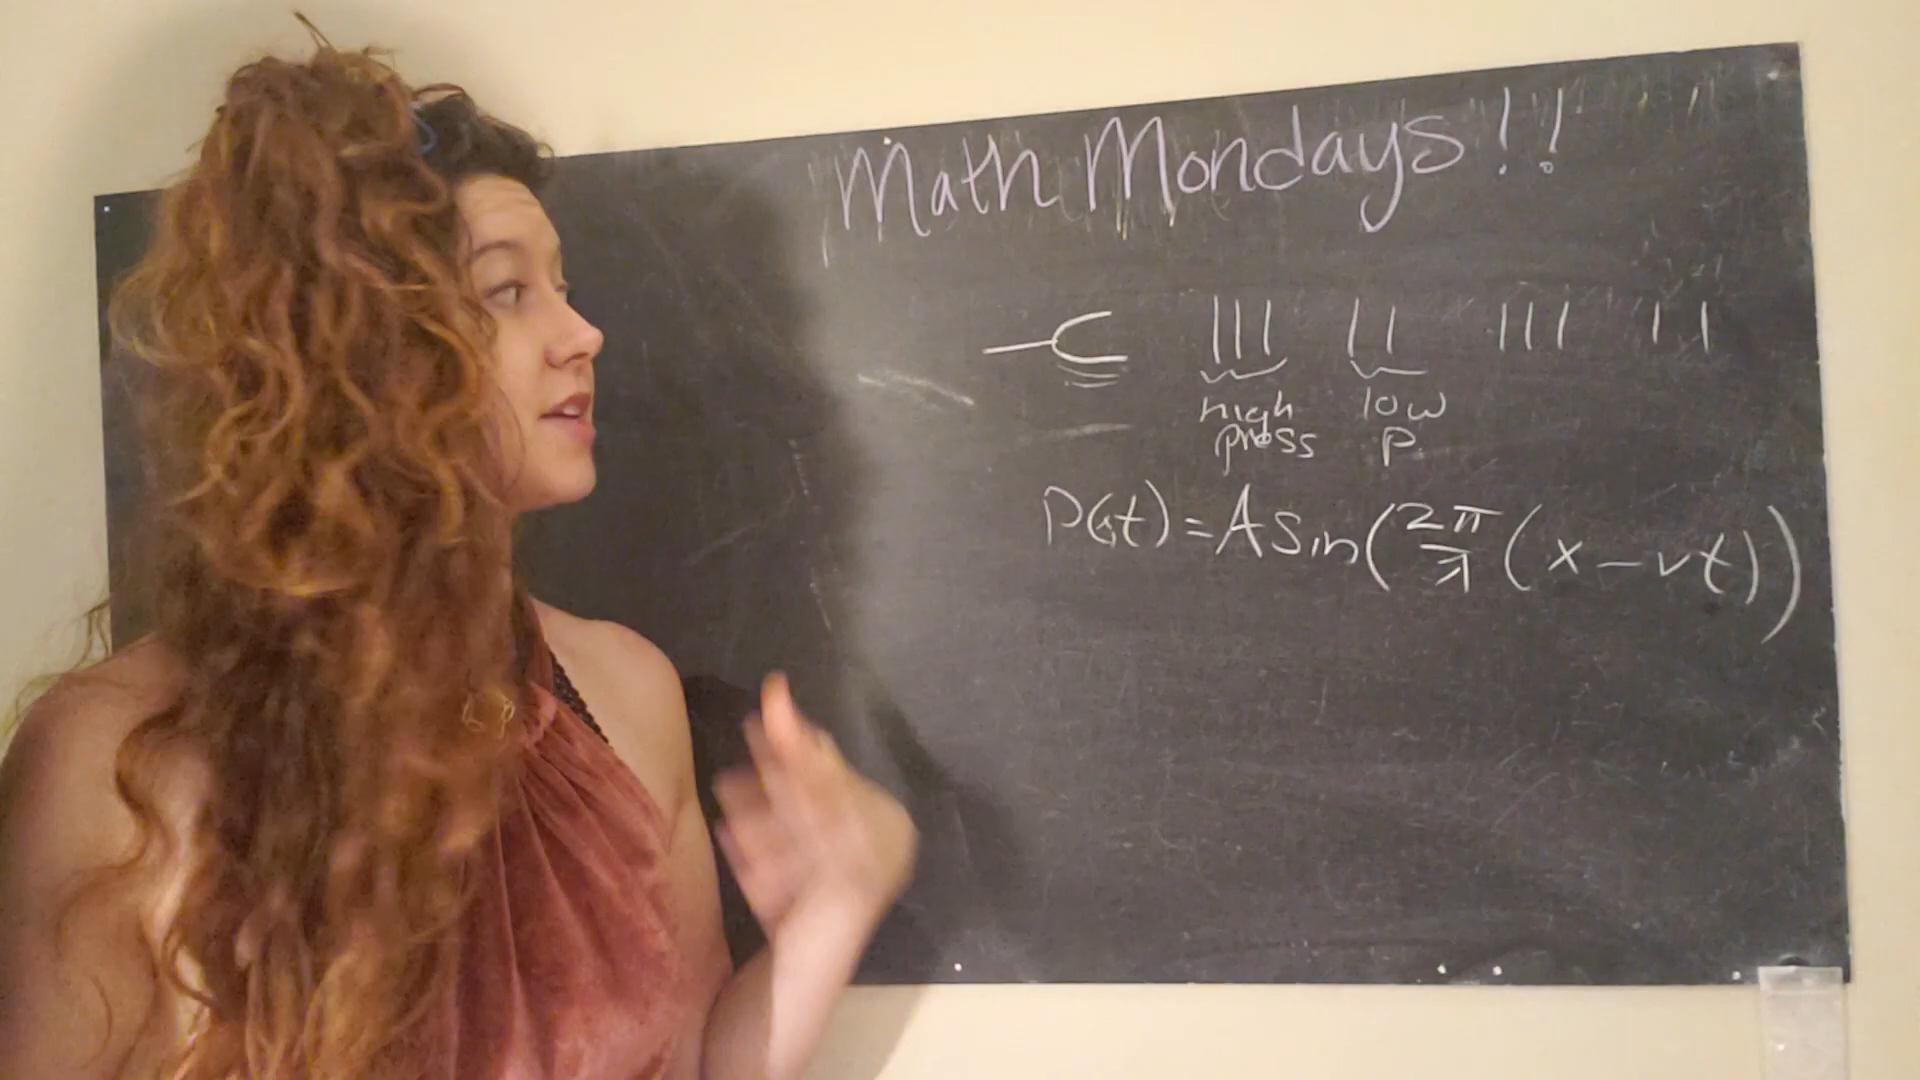 Math Mondays!!
high low
press P.
P(x,t) = A sin(2π/λ (x - vt))